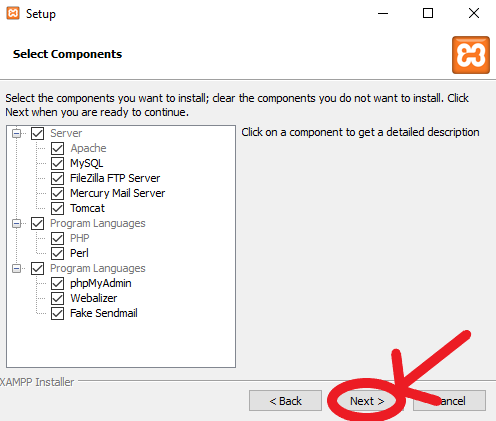 Setup
Select Components
Select the components you want to install; clear the components you do not want to install. Click
Next when you are ready to continue.
Server
Apache
MySQL
FileZilla FTP Server
Mercury Mail Server
Tomcat
Program Languages
PHP
Perl
Program Languages
phpMyAdmin
Webalizer
Fake Sendmail
Click on a component to get a detailed description
XAMPP Installer
< Back
Next >
Cancel